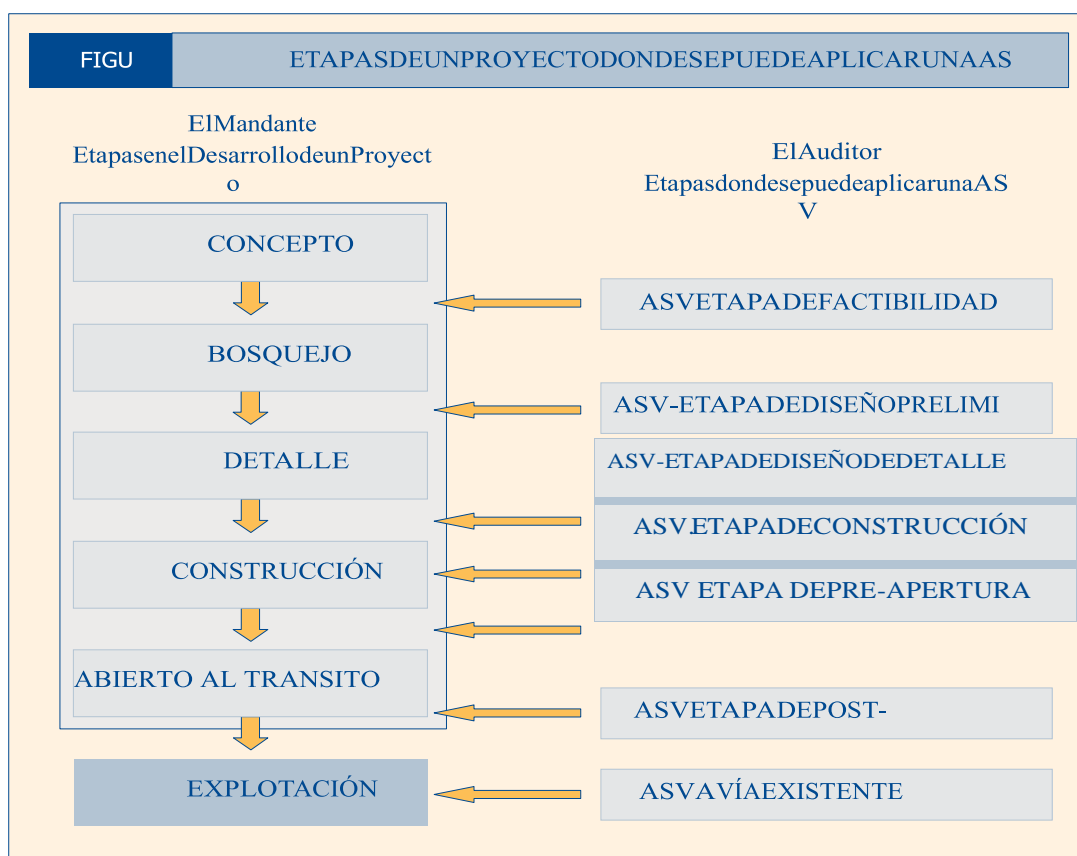 FIGU
ETAPASDEUNPROYECTODONDESEPUEDEAPLICARUNAAS
ElMandante
EtapasenelDesarrollodeunProyect
o
ElAuditor
EtapasdondesepuedeaplicarunaAS
V
CONCEPTO
ASVETAPADEFACTIBILIDAD
BOSQUEJO
ASV-ETAPADEDISEÑOPRELIMI
DETALLE
ASV-ETAPADEDISEÑODEDETALLE
ASV.ETAPADECONSTRUCCIÓN
CONSTRUCCIÓN
ASV ETAPA DEPRE-APERTURA
ABIERTO AL TRANSITO
ASVETAPADEPOST-
EXPLOTACIÓN
ASVAVÍAEXISTENTE